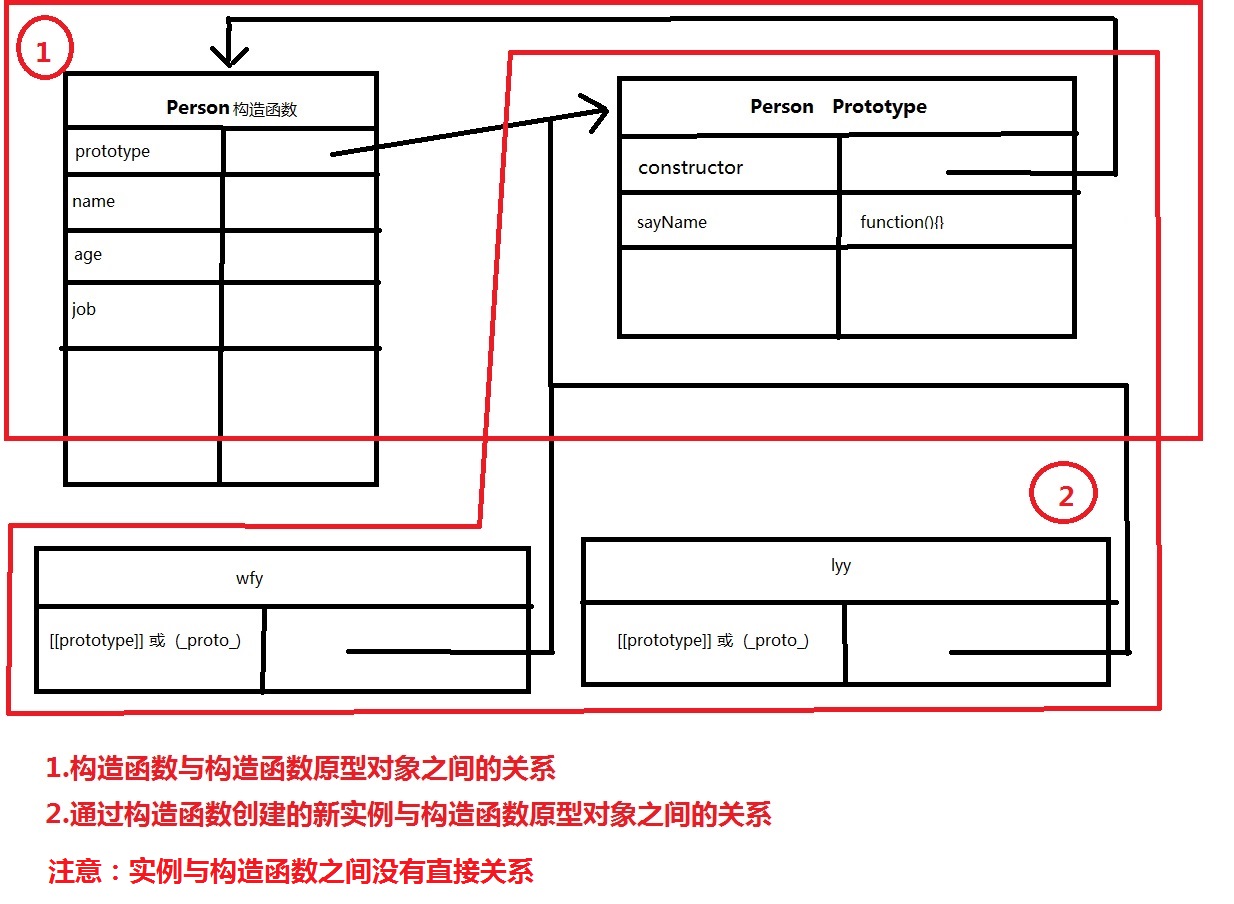 1
Person 构造函数
prototype
name
age
job
Person Prototype
constructor
sayName function(){}
2
wfy
[[prototype]] 或 (_proto_)
lyy
[[prototype]] 或 (_proto_)
1.构造函数与构造函数原型对象之间的关系
2.通过构造函数创建的新实例与构造函数原型对象之间的关系
注意：实例与构造函数之间没有直接关系